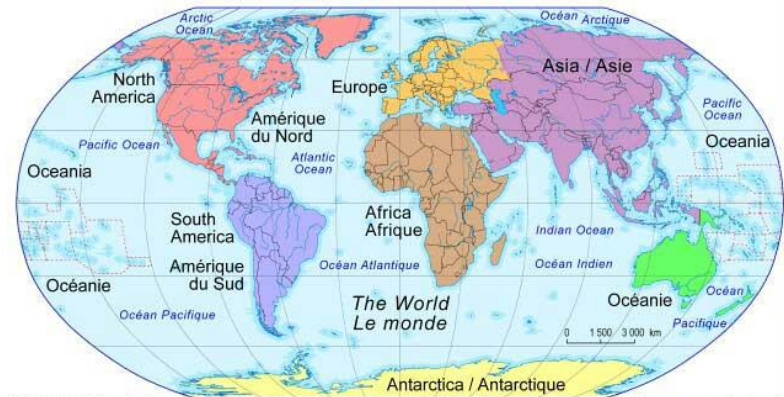 Arctic
Ocean
Océan
Arctique
North
America
Europe
Asia / Asie
Amérique
du Nord
Pacific
Ocean
Pacific Ocean
Atlantic
Ocean
Oceania
Oceania
South
America
Africa
Afrique
Indian Ocean
Amérique
du Sud
Océan Atlantique
Océan Indien
Océanie
Océanie
Océan
Pacifique
Océan Pacifique
The World
Le monde
0 1 500 3 000 km
Antarctica / Antarctique